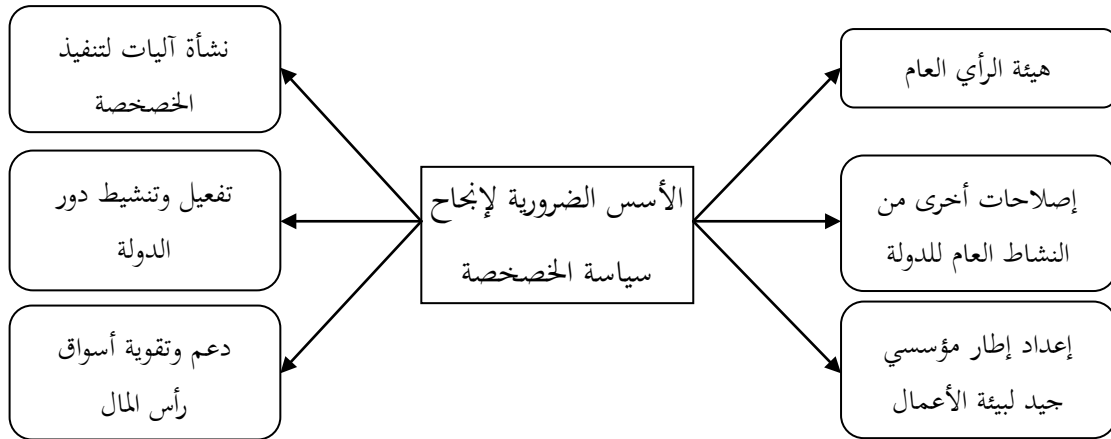 هيئة الرأي العام
إصلاحات أخرى من
النشاط العام للدولة
إعداد إطار مؤسسي
جيد لبيئة الأعمال
الأسس الضرورية لإنجاح
سياسة الخصخصة
نشأة آليات لتنفيذ
الخصخصة
تفعيل وتنشيط دور
الدولة
دعم وتقوية أسواق
رأس المال